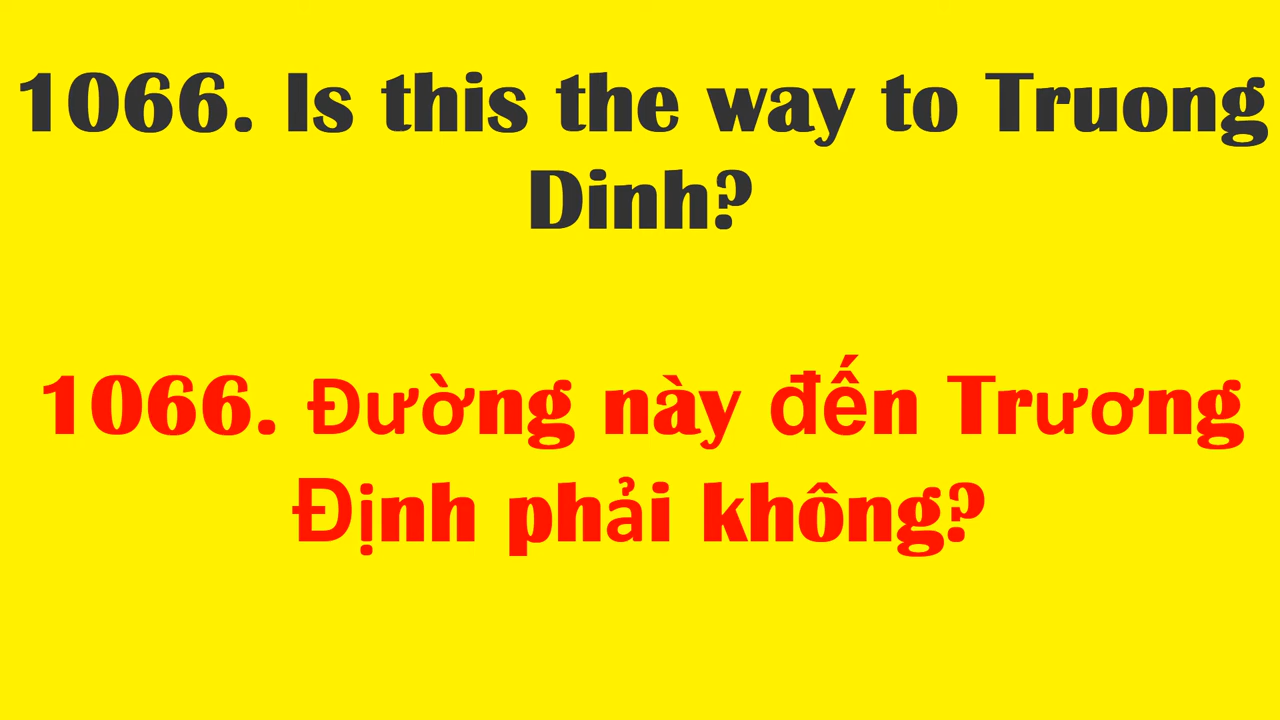 1066. Is this the way to Truong
Dinh?
1066. Đường này đến Trương
Định phải không?